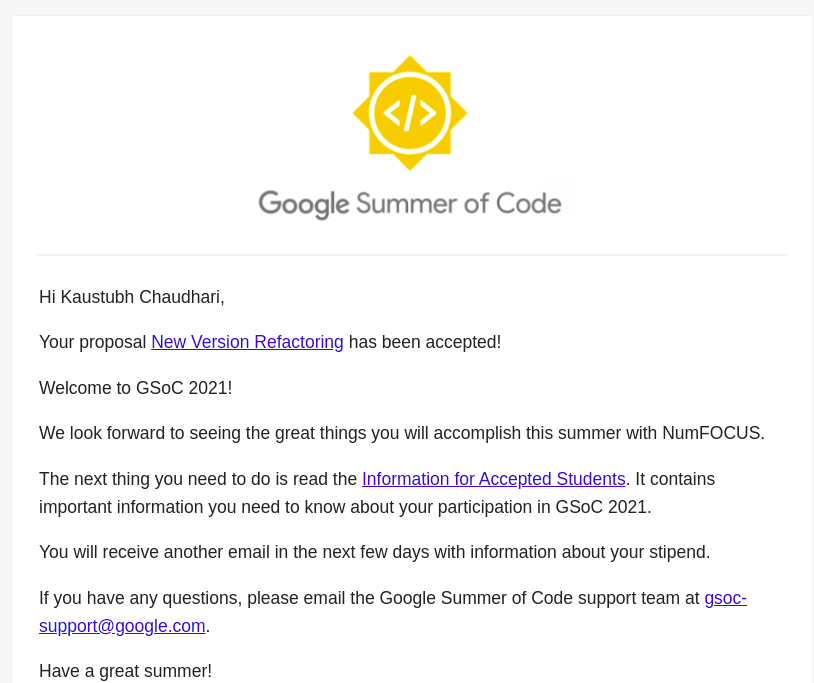 </>
Google Summer of Code
Hi Kaustubh Chaudhari,
Your proposal New Version Refactoring has been accepted!
Welcome to GSoC 2021!
We look forward to seeing the great things you will accomplish this summer with NumFOCUS.
The next thing you need to do is read the Information for Accepted Students. It contains
important information you need to know about your participation in GSoC 2021.
You will receive another email in the next few days with information about your stipend.
If you have any questions, please email the Google Summer of Code support team at gsoc-
support@google.com.
Have a great summer!